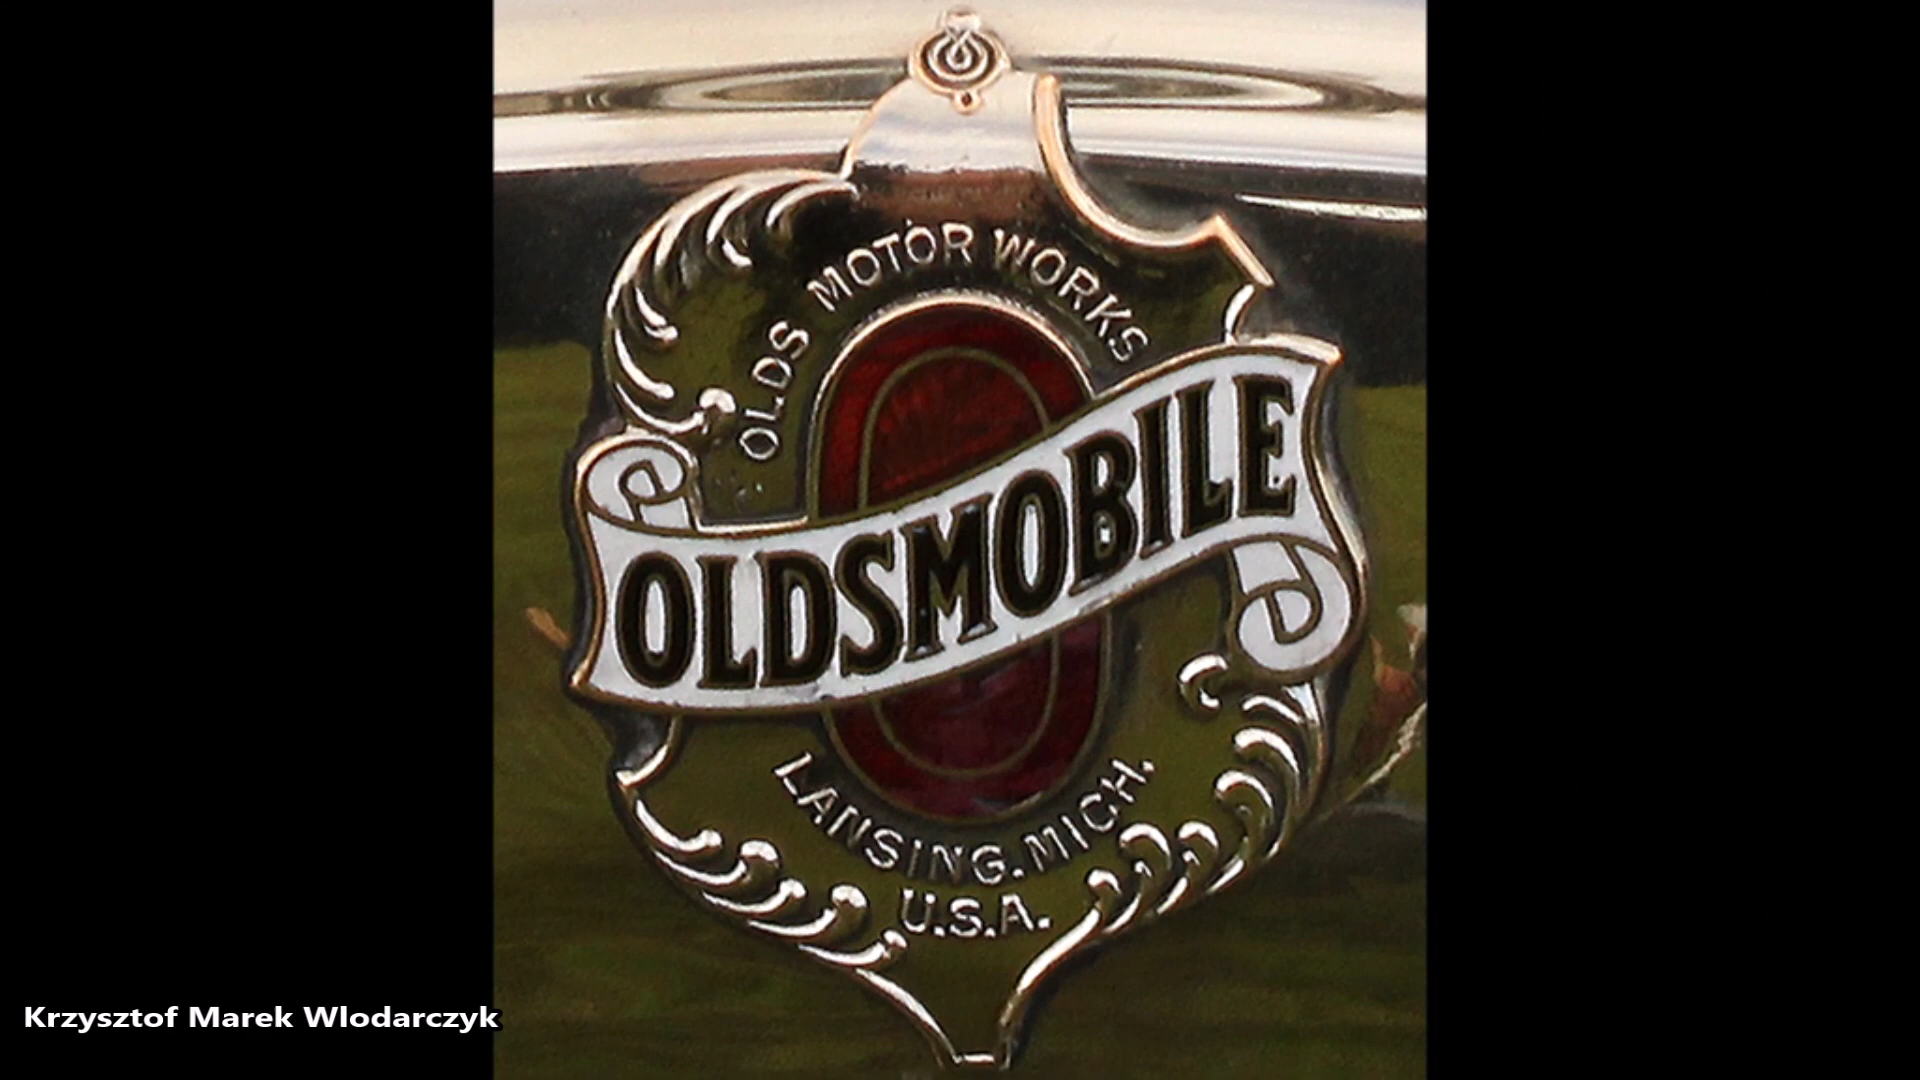 OLDS MOTOR WORKS
OLDSMOBILE
LANSING. MICH.
U.S.A.
Krzysztof Marek Wlodarczyk